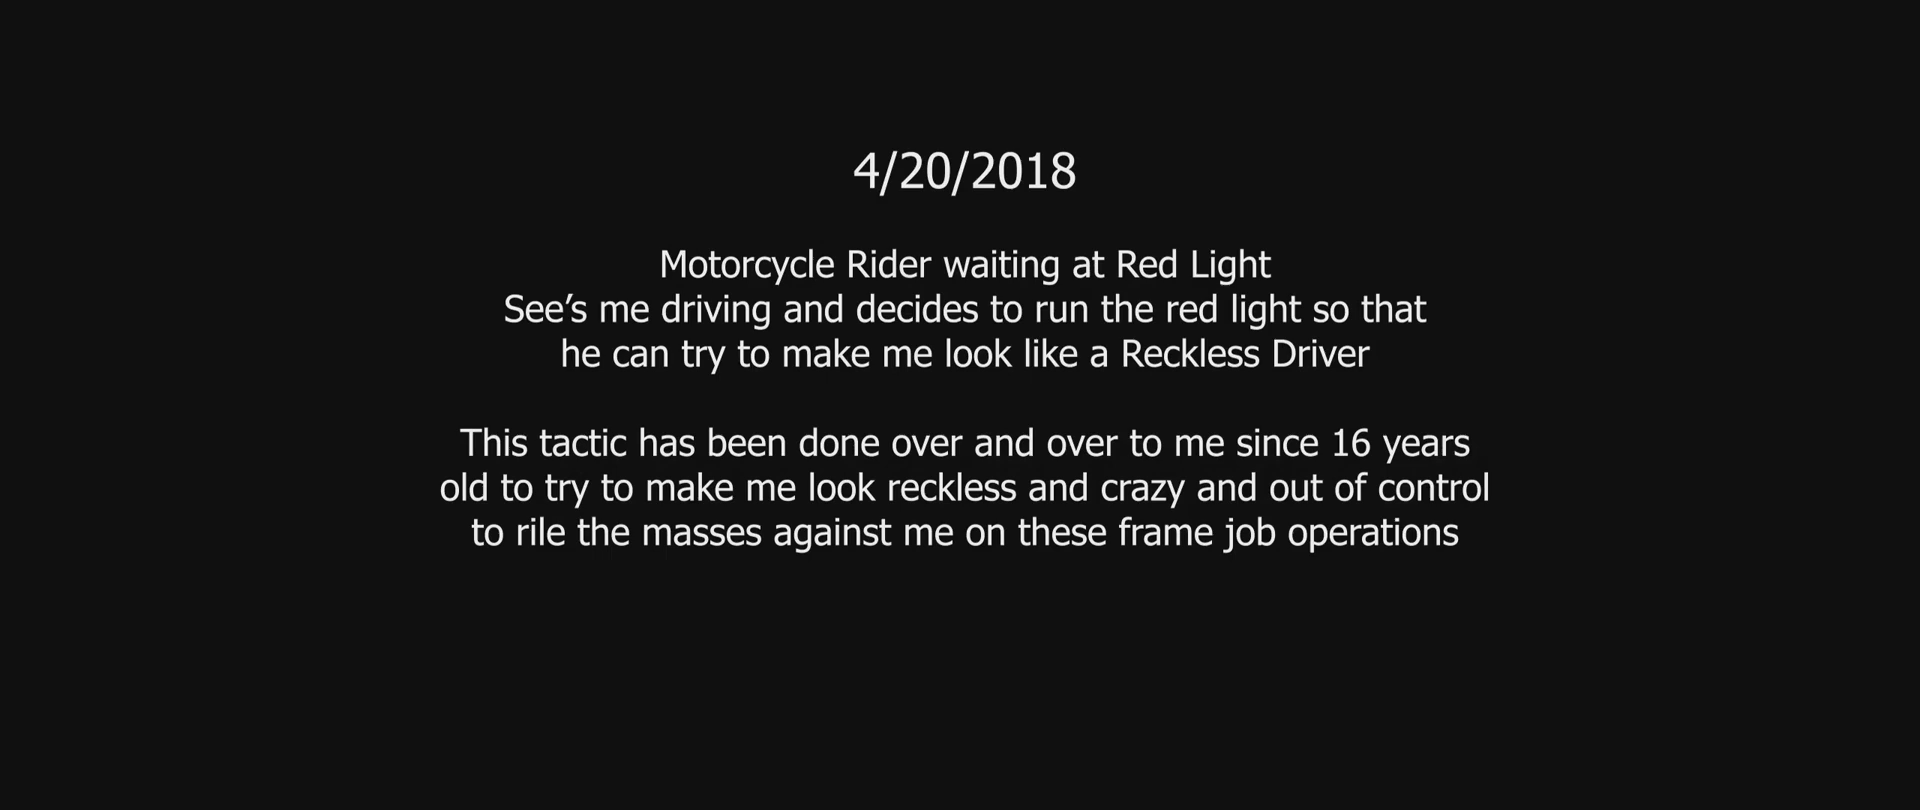 4/20/2018
Motorcycle Rider waiting at Red Light
See’s me driving and decides to run the red light so that
he can try to make me look like a Reckless Driver
This tactic has been done over and over to me since 16 years
old to try to make me look reckless and crazy and out of control
to rile the masses against me on these frame job operations